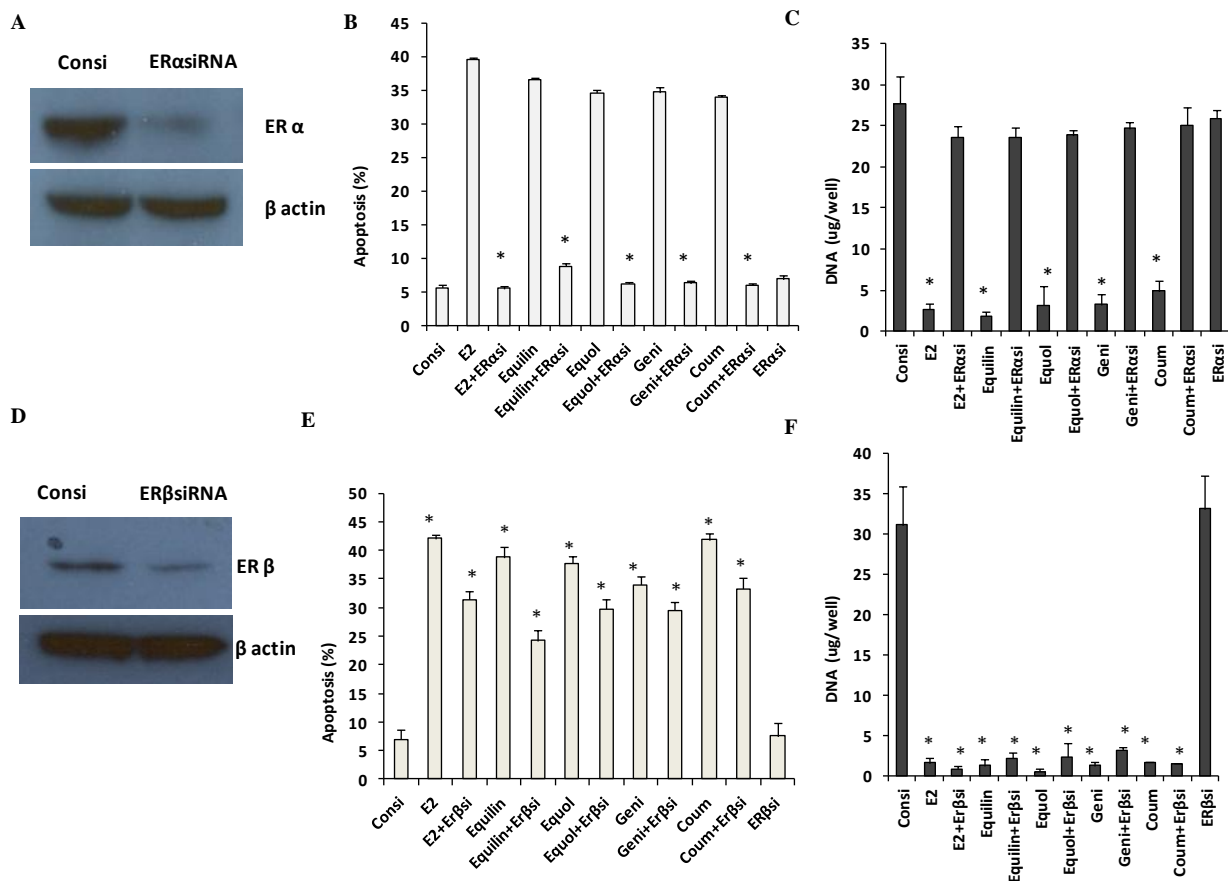 A
Consi ERαsiRNA
ER α
β actin
B
Apoptosis (%)
45
40
35
30
25
20
15
10
5
0
Consi
E2
E2+ERαsi
Equilin
Equilin+ERαsi
Equol
Equol+ERαsi
Geni
Geni+ERαsi
Coum
Coum+ERαsi
ERαsi
*
*
*
*
*
C
DNA (ug/well)
35
30
25
20
15
10
5
0
Consi
E2
E2+ERαsi
Equilin
Equilin+ERαsi
Equol
Equol+ERαsi
Geni
Geni+ERαsi
Coum
Coum+ERαsi
ERαsi
*
*
*
*
*
D
Consi ERβsiRNA
ER β
β actin
E
Apoptosis (%)
50
45
40
35
30
25
20
15
10
5
0
Consi
E2
E2+Erβsi
Equilin
Equilin+Erβsi
Equol
Equol+Erβsi
Geni
Geni+Erβsi
Coum
Coum+Erβsi
ERβsi
*
*
*
*
*
*
*
*
*
*
F
DNA (ug/well)
40
35
30
25
20
15
10
5
0
Consi
E2
E2+Erβsi
Equilin
Equilin+Erβsi
Equol
Equol+Erβsi
Geni
Geni+Erβsi
Coum
Coum+Erβsi
ERβsi
*
*
*
*
*
*
*
*
*
*